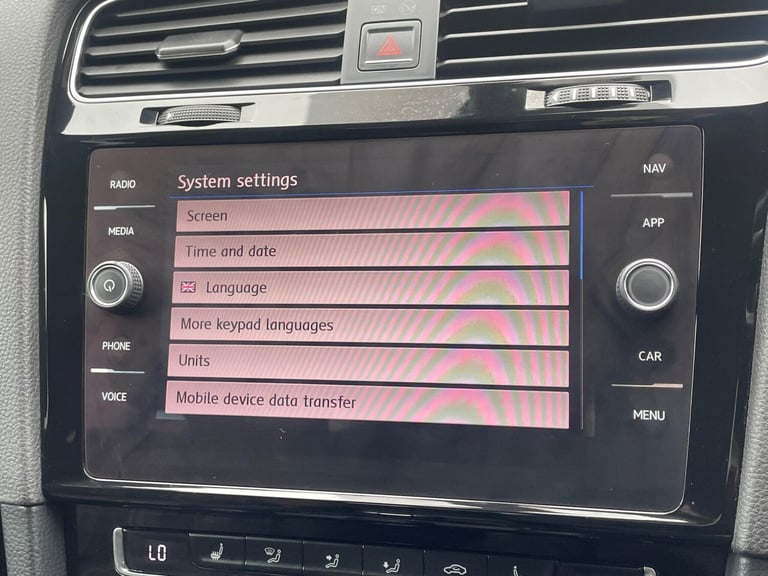 RADIO
MEDIA
PHONE
VOICE
System settings
Screen
Time and date
Language
More keypad languages
Units
Mobile device data transfer
NAV
APP
CAR
MENU
LO